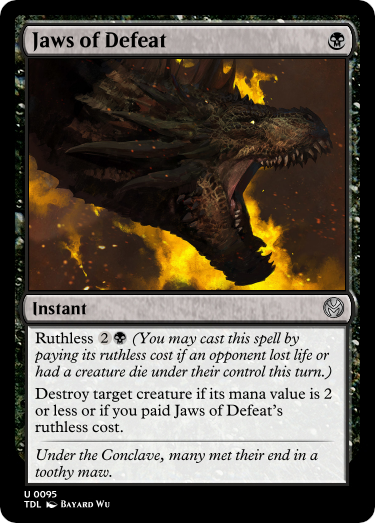 Jaws of Defeat
Instant
Ruthless 2 (You may cast this spell by
paying its ruthless cost if an opponent lost life or
had a creature die under their control this turn.)
Destroy target creature if its mana value is 2
or less or if you paid Jaws of Defeat's
ruthless cost.
Under the Conclave, many met their end in a
toothy maw.
U 0095
TDL Bayard Wu